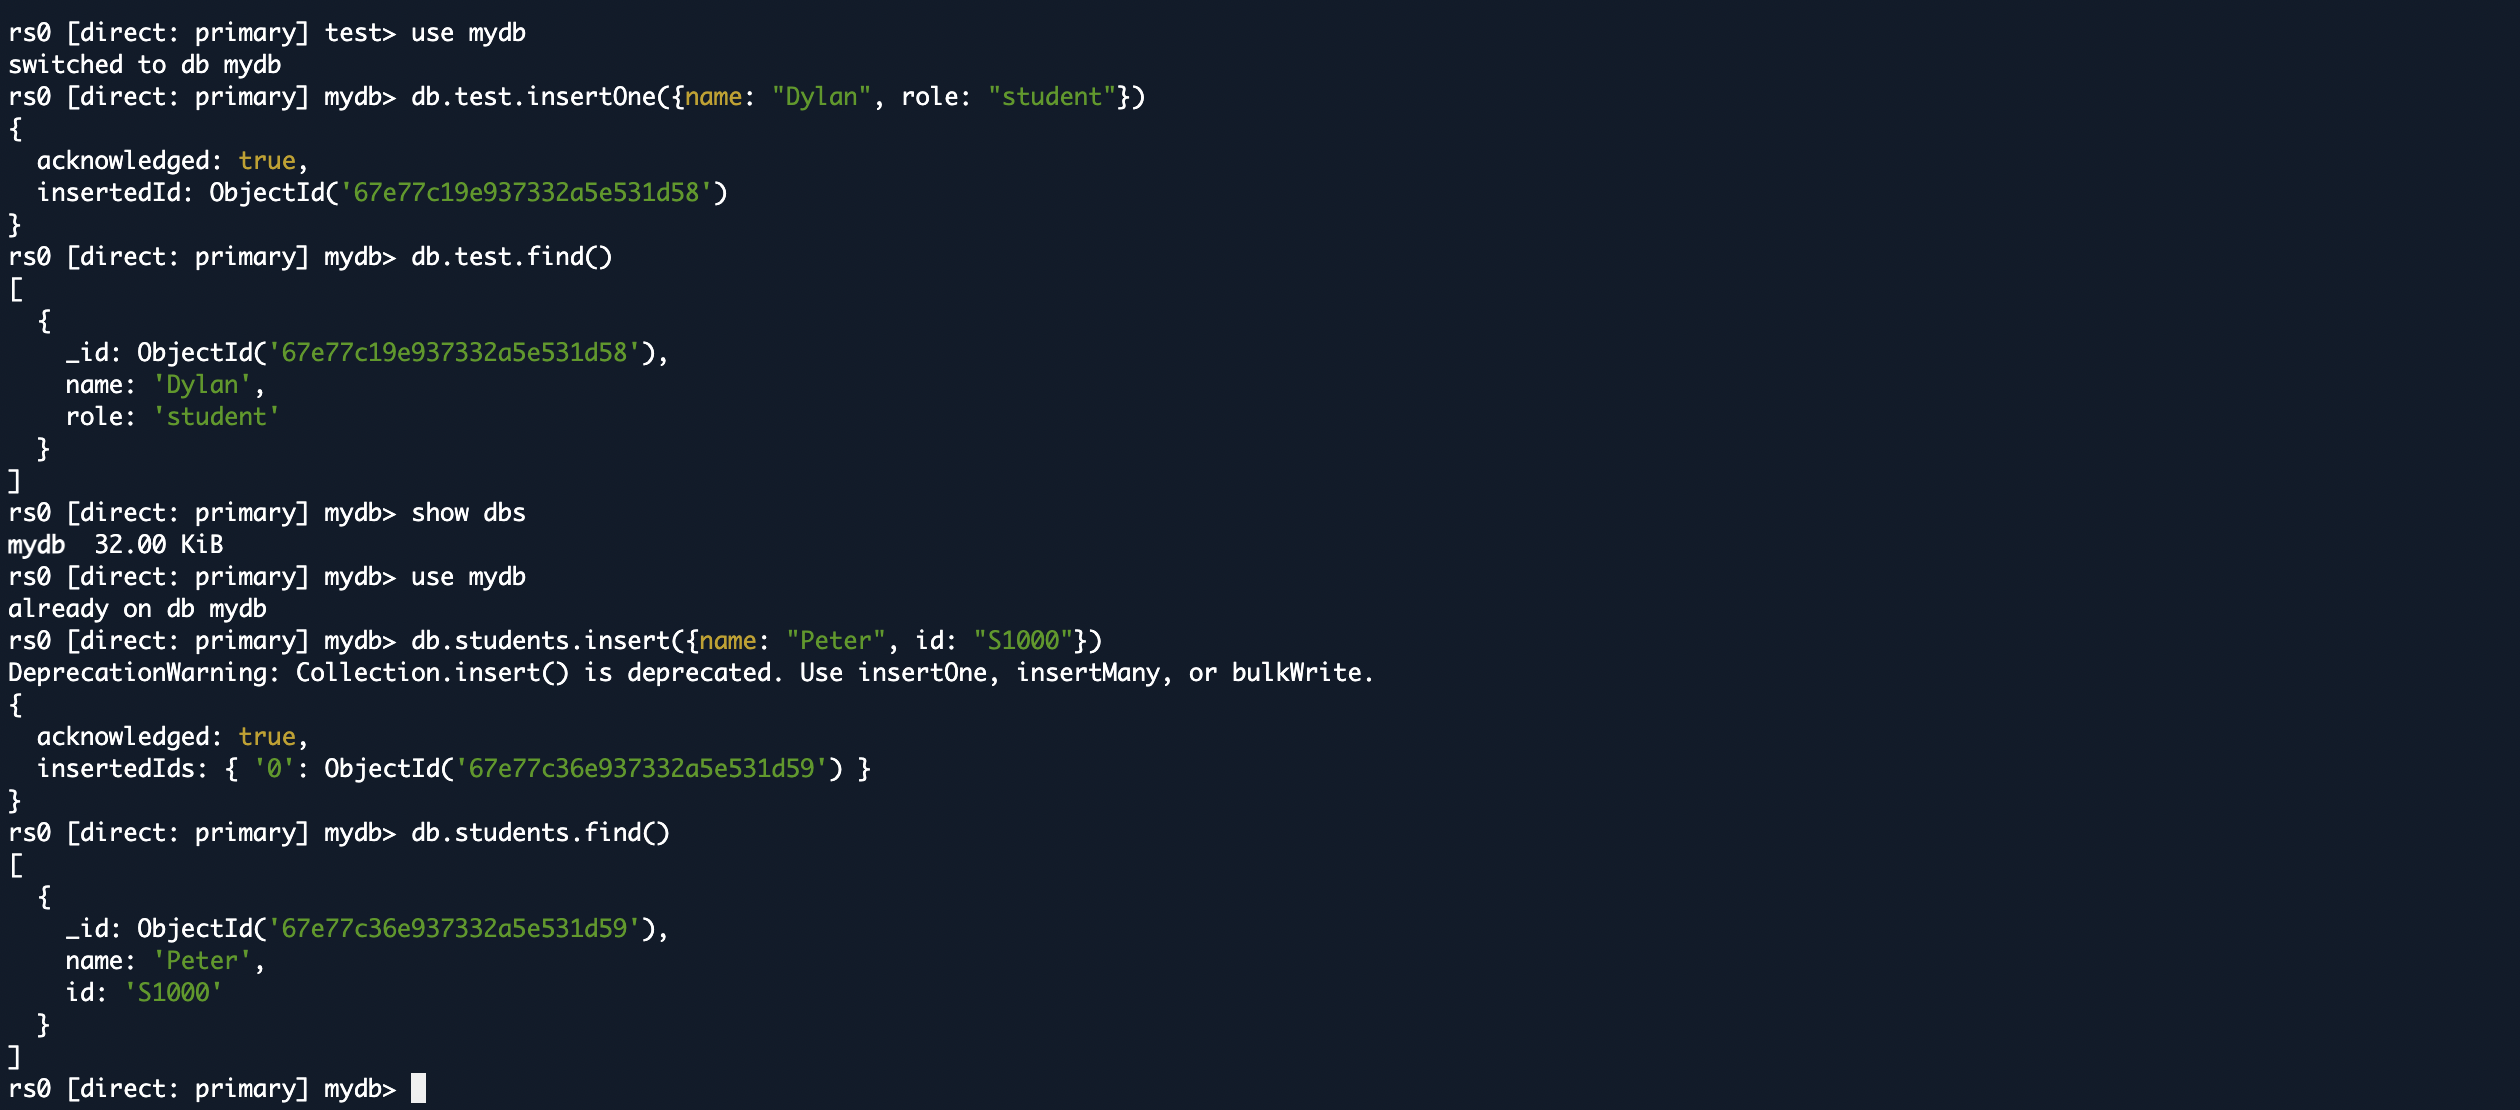 rs0 [direct: primary] test> use mydb
switched to db mydb
rs0 [direct: primary] mydb> db.test.insertOne({name: "Dylan", role: "student"})
{
  acknowledged: true,
  insertedId: ObjectId('67e77c19e937332a5e531d58')
}
rs0 [direct: primary] mydb> db.test.find()
[
  {
    _id: ObjectId('67e77c19e937332a5e531d58'),
    name: 'Dylan',
    role: 'student'
  }
]
rs0 [direct: primary] mydb> show dbs
mydb  32.00 KiB
rs0 [direct: primary] mydb> use mydb
already on db mydb
rs0 [direct: primary] mydb> db.students.insert({name: "Peter", id: "S1000"})
DeprecationWarning: Collection.insert() is deprecated. Use insertOne, insertMany, or bulkWrite.
{
  acknowledged: true,
  insertedIds: { '0': ObjectId('67e77c36e937332a5e531d59') }
}
rs0 [direct: primary] mydb> db.students.find()
[
  {
    _id: ObjectId('67e77c36e937332a5e531d59'),
    name: 'Peter',
    id: 'S1000'
  }
]
rs0 [direct: primary] mydb>